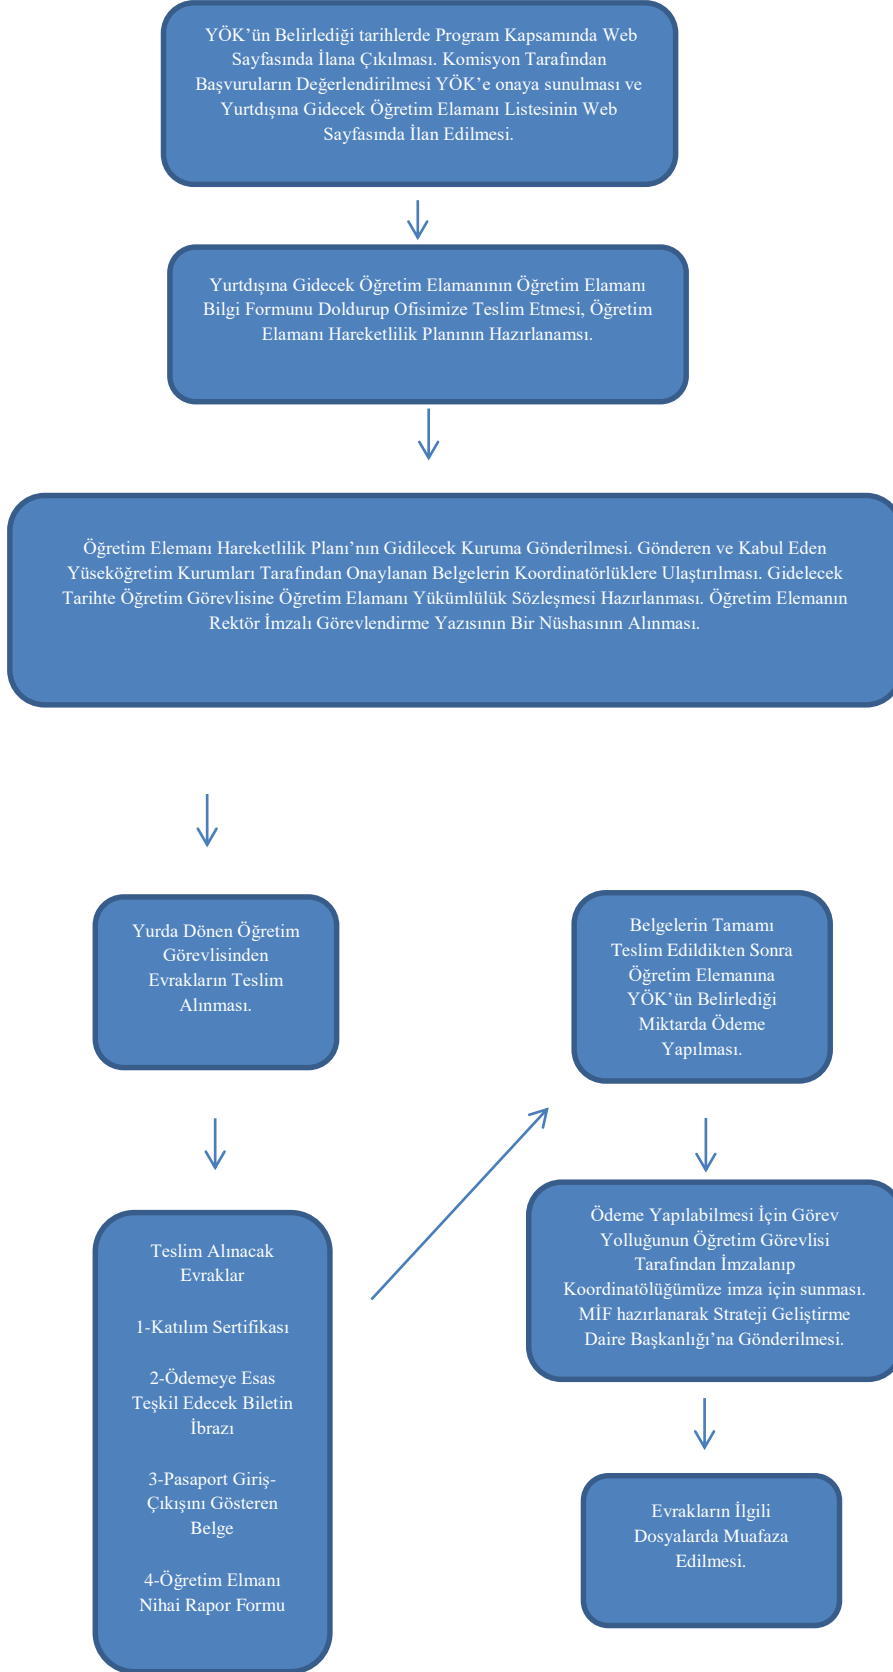 YÖK’ün Belirlediği tarihlerde Program Kapsamında Web
Sayfasında İlana Çıkılması. Komisyon Tarafından
Başvuruların Değerlendirilmesi YÖK’e onaya sunulması ve
Yurtdışına Gidecek Öğretim Elamanı Listesinin Web
Sayfasında İlan Edilmesi.
Yurtdışına Gidecek Öğretim Elamanının Öğretim Elamanı
Bilgi Formunu Doldurup Ofisimize Teslim Etmesi, Öğretim
Elamanı Hareketlilik Planının Hazırlanamsı.
Öğretim Elemanı Hareketlilik Planı’nın Gidilecek Kuruma Gönderilmesi. Gönderen ve Kabul Eden
Yüseköğretim Kurumları Tarafından Onaylanan Belgelerin Koordinatörlüklere Ulaştırılması. Gidelecek
Tarihte Öğretim Görevlisine Öğretim Elamanı Yükümlülük Sözleşmesi Hazırlanması. Öğretim Elemanın
Rektör İmzalı Görevlendirme Yazısının Bir Nüshasının Alınması.
Yurda Dönen Öğretim
Görevlisinden
Evrakların Teslim
Alınması.
Teslim Alınacak
Evraklar
1-Katılım Sertifikası
2-Ödemeye Esas
Teşkil Edecek Biletin
İbrazı
3-Pasaport Giriş-
Çıkışını Gösteren
Belge
4-Öğretim Elmanı
Nihai Rapor Formu
Belgelerin Tamamı
Teslim Edildikten Sonra
Öğretim Elemanına
YÖK’ün Belirlediği
Miktarda Ödeme
Yapılması.
Ödeme Yapılabilmesi İçin Görev
Yolluğunun Öğretim Görevlisi
Tarafından İmzalanıp
Koordinatölüğümüze imza için sunması.
MİF hazırlanarak Strateji Geliştirme
Daire Başkanlığı’na Gönderilmesi.
Evrakların İlgili
Dosyalarda Muafaza
Edilmesi.